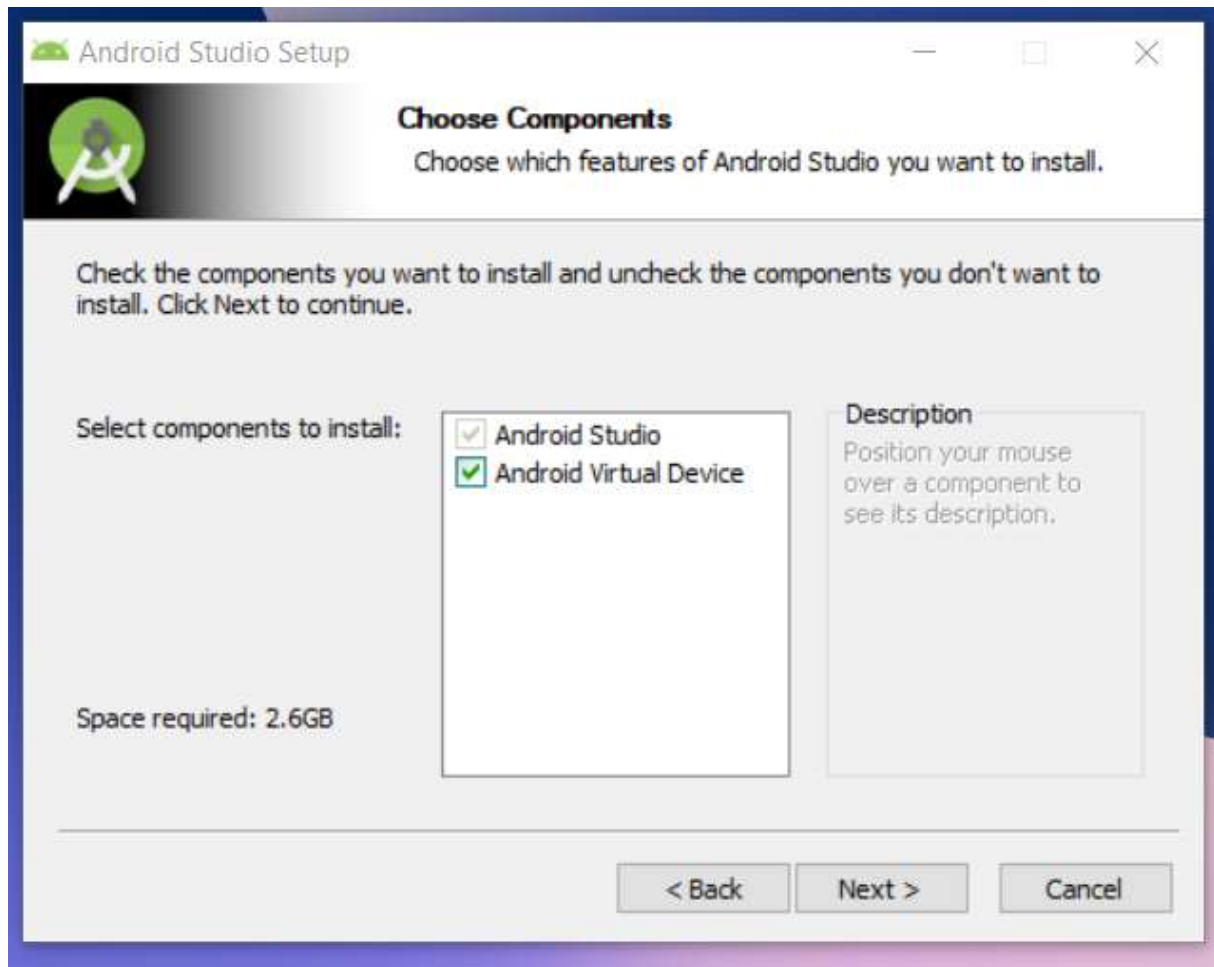 Android Studio Setup
Choose Components
Choose which features of Android Studio you want to install.
Check the components you want to install and uncheck the components you don't want to
install. Click Next to continue.
Select components to install:
Android Studio
Android Virtual Device
Description
Position your mouse
over a component to
see its description.
Space required: 2.6GB
< Back
Next >
Cancel